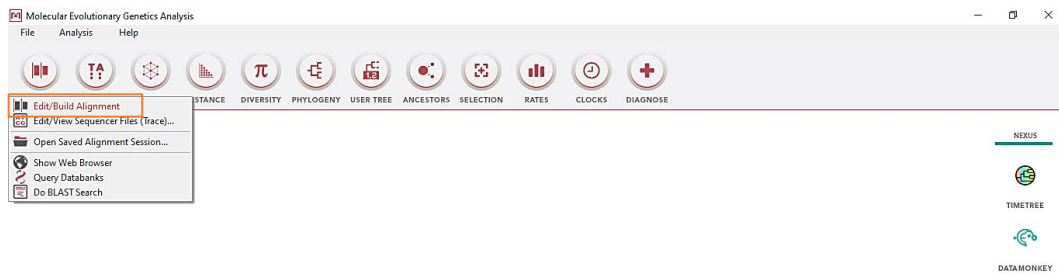 Molecular Evolutionary Genetics Analysis
File Analysis Help
TA
π
1.2
STANCE DIVERSITY PHYLOGENY USER TREE ANCESTORS SELECTION RATES CLOCKS DIAGNOSE
Edit/Build Alignment
Edit/View Sequencer Files (Trace)...
Open Saved Alignment Session...
Show Web Browser
Query Databanks
Do BLAST Search
NEXUS
TIMETREE
DATAMONKEY